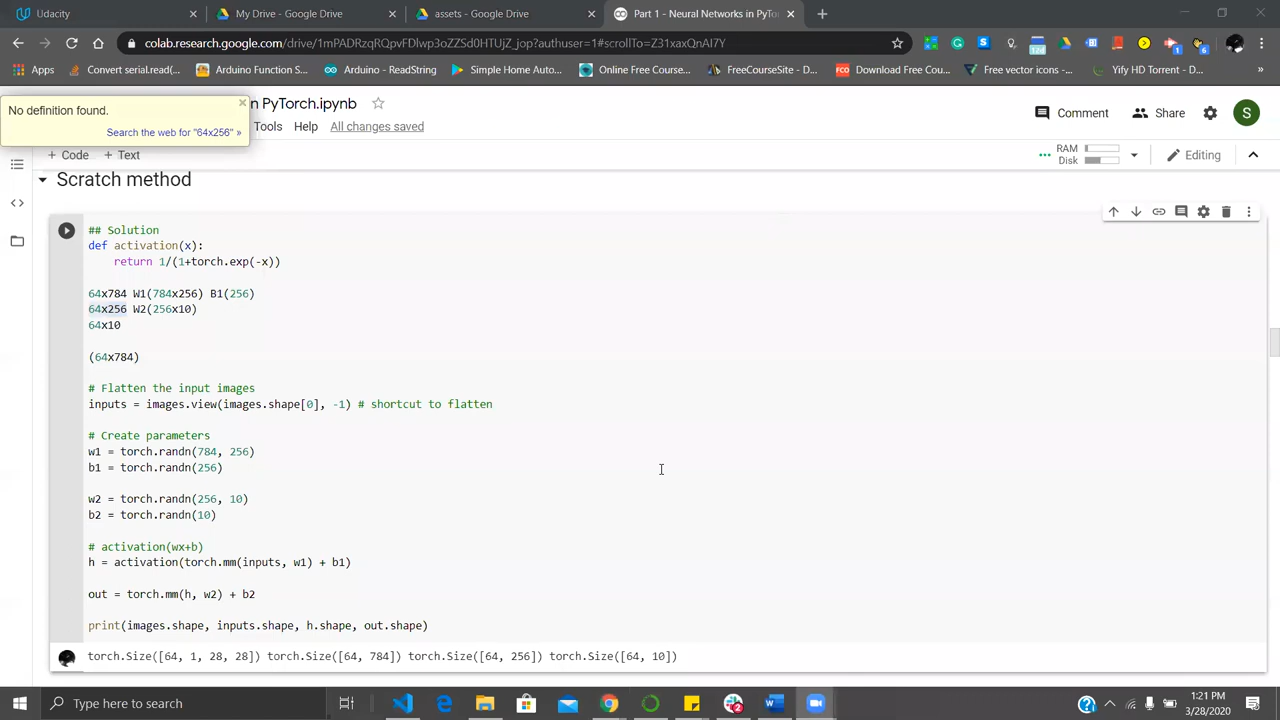 Udacity
My Drive - Google Drive
assets - Google Drive
Part 1 - Neural Networks in PyTo
colab.research.google.com/drive/1mPADRzqRQpvFDlwp3oZZSd0HTUjZ_jop?authuser=1#scrollTo=Z31xaxQnAI7Y
Apps
Convert serial.read(...
Arduino Function S...
Arduino - ReadString
Simple Home Auto...
Online Free Course...
FreeCourseSite - D...
Download Free Cou...
Free vector icons -...
Yify HD Torrent - D...
No definition found.
Search the web for "64x256" »
n PyTorch.ipynb
Tools Help All changes saved
Comment
Share
S
+ Code + Text
RAM
Disk
Editing
Scratch method
## Solution
def activation(x):
return 1/(1+torch.exp(-x))
64x784 W1(784x256) B1(256)
64x256 W2(256x10)
64x10
(64x784)
# Flatten the input images
inputs = images.view(images.shape[0], -1) # shortcut to flatten
# Create parameters
w1 = torch.randn(784, 256)
b1 = torch.randn(256)
w2 = torch.randn(256, 10)
b2 = torch.randn(10)
# activation(wx+b)
h = activation(torch.mm(inputs, w1) + b1)
out = torch.mm(h, w2) + b2
print(images.shape, inputs.shape, h.shape, out.shape)
torch.Size([64, 1, 28, 28]) torch.Size([64, 784]) torch.Size([64, 256]) torch.Size([64, 10])
Type here to search
1:21 PM
3/28/2020